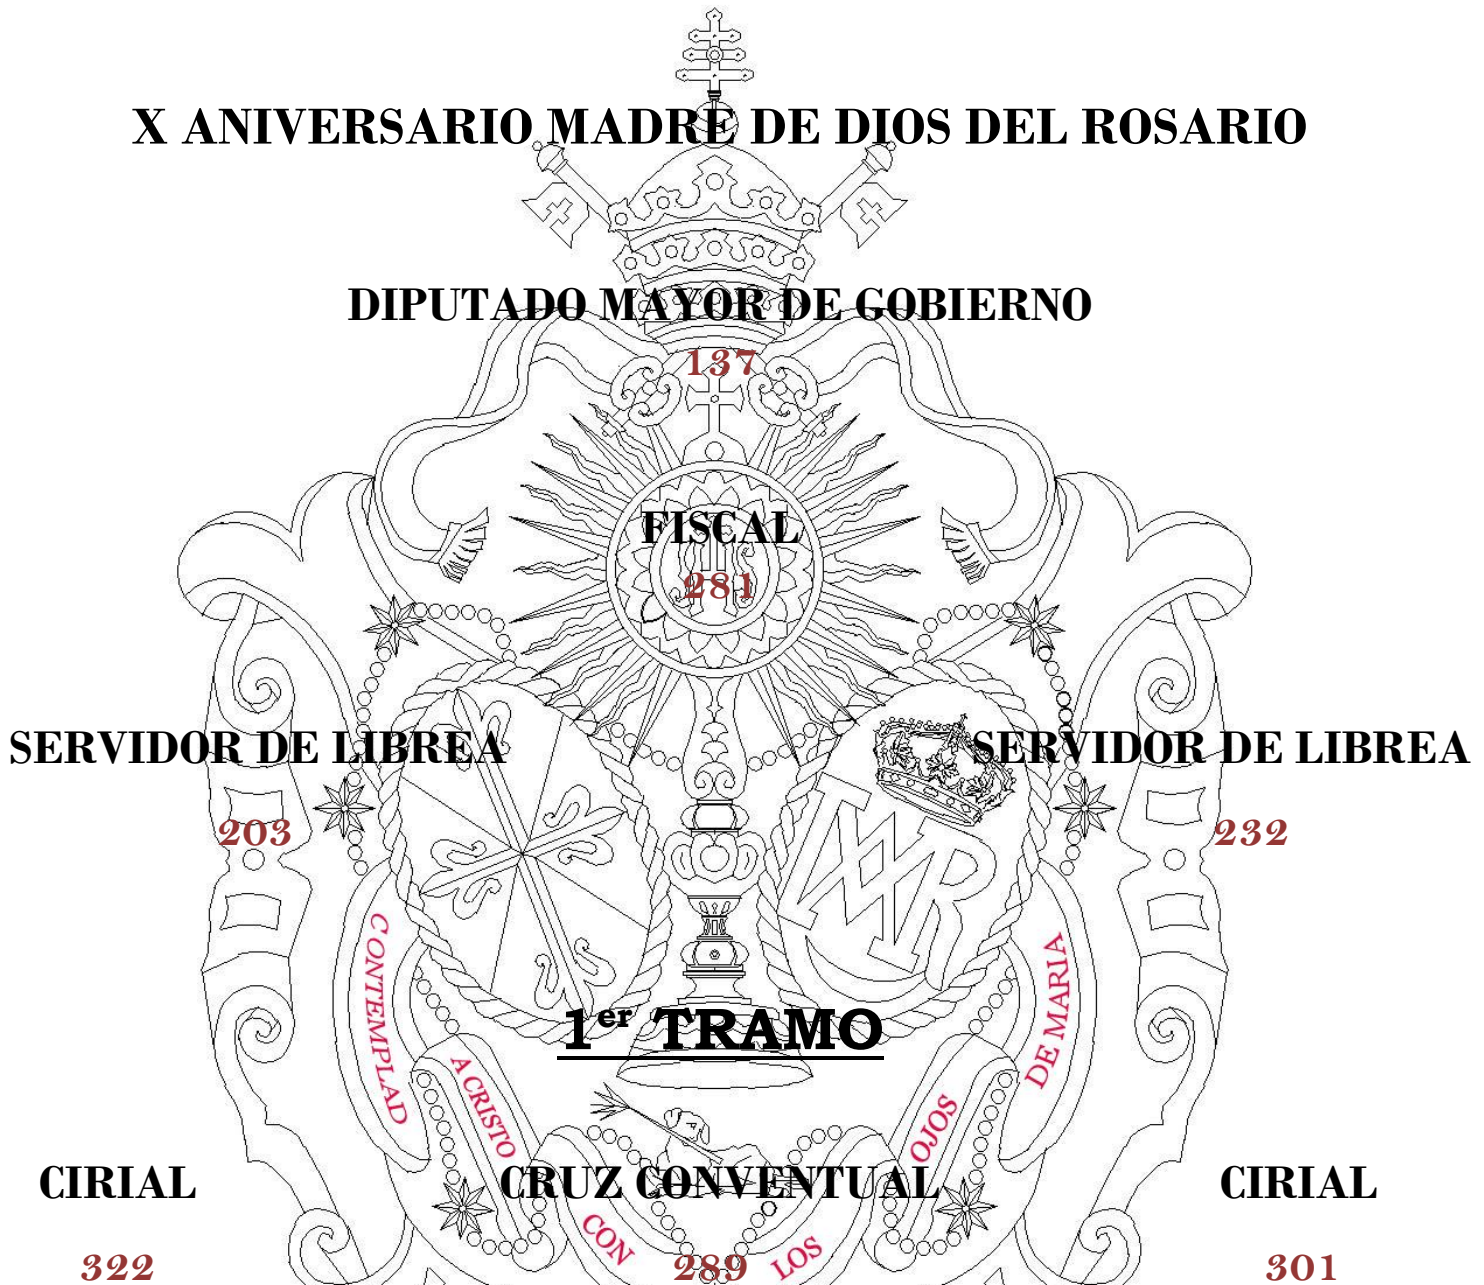 X ANIVERSARIO MADRE DE DIOS DEL ROSARIO
DIPUTADO MAYOR DE GOBIERNO
137
FISCAL
281
SERVIDOR DE LIBREA SERVIDOR DE LIBREA
203 232
1er TRAMO
CIRIAL CRUZ CONVENTUAL CIRIAL
322 289 301
CONTEMPLAD
A CRISTO
CON
LOS
OJOS
DE MARIA